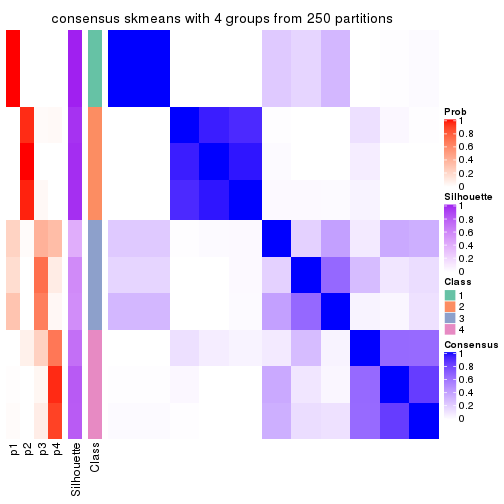 consensus skmeans with 4 groups from 250 partitions
Prob
1
0.8
0.6
0.4
0.2
0
Silhouette
1
0.8
0.6
0.4
0.2
0
Class
1
2
3
4
Consensus
1
0.8
0.6
0.4
0.2
0
p1
p2
p3
p4
Silhouette
Class